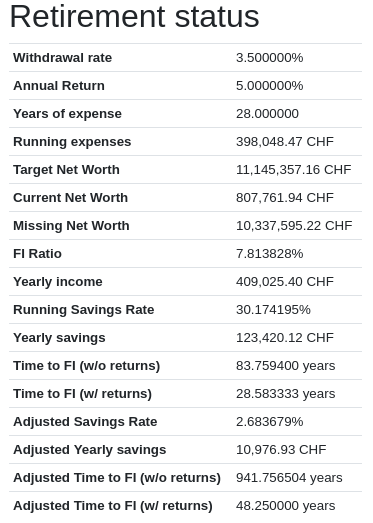 Retirement status
Withdrawal rate 3.500000%
Annual Return 5.000000%
Years of expense 28.000000
Running expenses 398,048.47 CHF
Target Net Worth 11,145,357.16 CHF
Current Net Worth 807,761.94 CHF
Missing Net Worth 10,337,595.22 CHF
FI Ratio 7.813828%
Yearly income 409,025.40 CHF
Running Savings Rate 30.174195%
Yearly savings 123,420.12 CHF
Time to FI (w/o returns) 83.759400 years
Time to FI (w/ returns) 28.583333 years
Adjusted Savings Rate 2.683679%
Adjusted Yearly savings 10,976.93 CHF
Adjusted Time to FI (w/o returns) 941.756504 years
Adjusted Time to FI (w/ returns) 48.250000 years